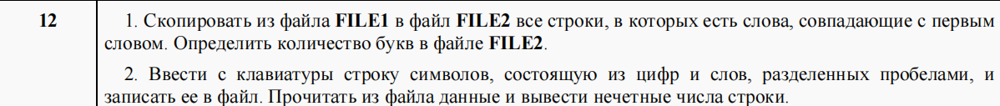 12
1. Скопировать из файла FILE1 в файл FILE2 все строки, в которых есть слова, совпадающие с первым
словом. Определить количество букв в файле FILE2.
2. Ввести с клавиатуры строку символов, состоящую из цифр и слов, разделенных пробелами, и
записать ее в файл. Прочитать из файла данные и вывести нечетные числа строки.